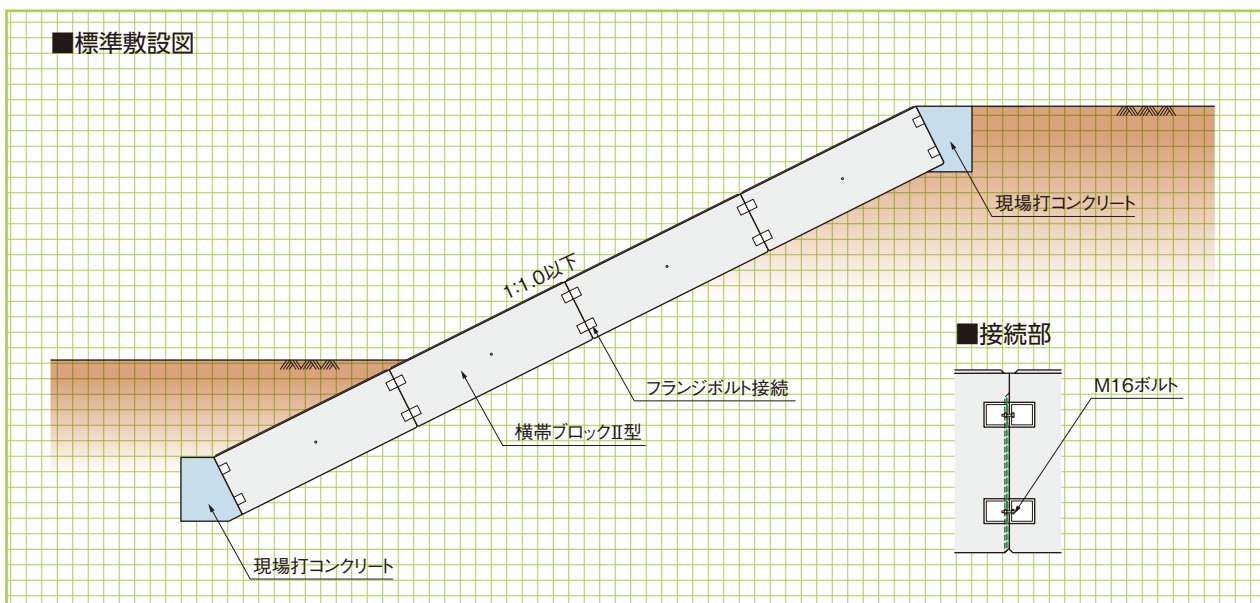 ■標準敷設図
現場打コンクリート
1:1.0以下
■接続部
フランジボルト接続
M16ボルト
横帯ブロックⅡ型
現場打コンクリート